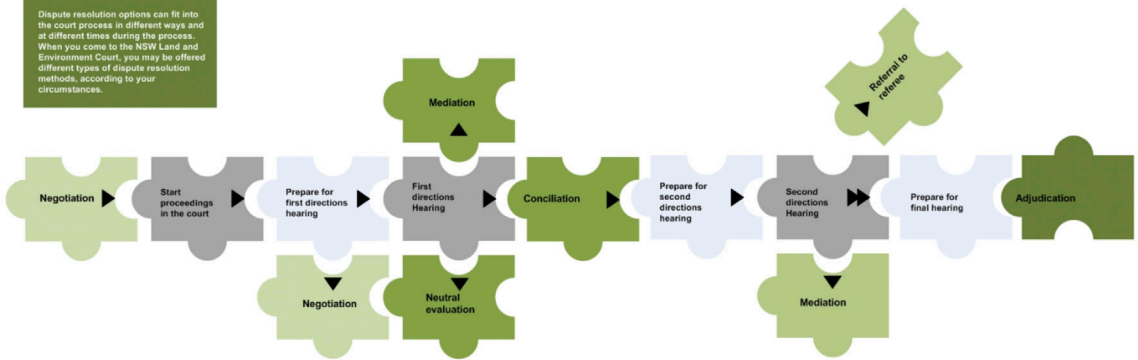 Dispute resolution options can fit into
the court process in different ways and
at different times during the process.
When you come to the NSW Land and
Environment Court, you may be offered
different types of dispute resolution
methods, according to your
circumstances.
Mediation
Referral to
referee
Negotiation
Start
proceedings
in the court
Prepare for
first directions
hearing
First
directions
Hearing
Conciliation
Prepare for
second
directions
hearing
Second
directions
Hearing
Prepare for
final hearing
Adjudication
Negotiation
Neutral
evaluation
Mediation